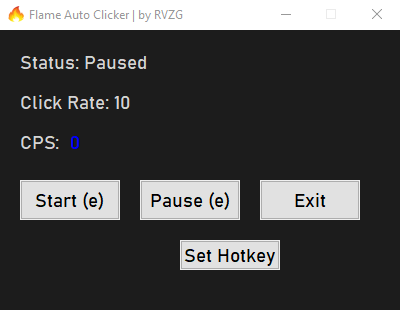 Flame Auto Clicker | by RVZG
Status: Paused
Click Rate: 10
CPS: 0
Start (e) Pause (e) Exit
Set Hotkey